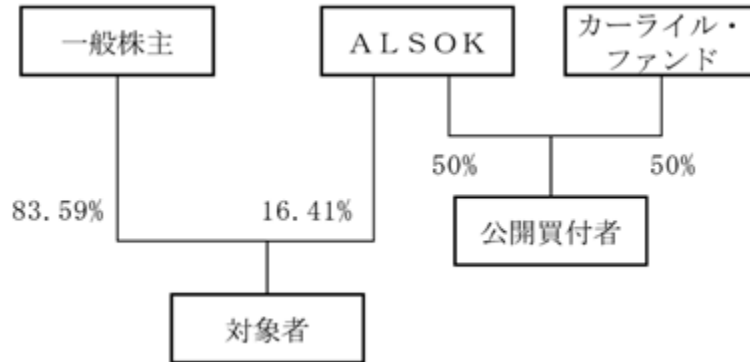 一般株主
ALSOK
カーライル・
ファンド
50%
50%
83.59%
16.41%
公開買付者
対象者